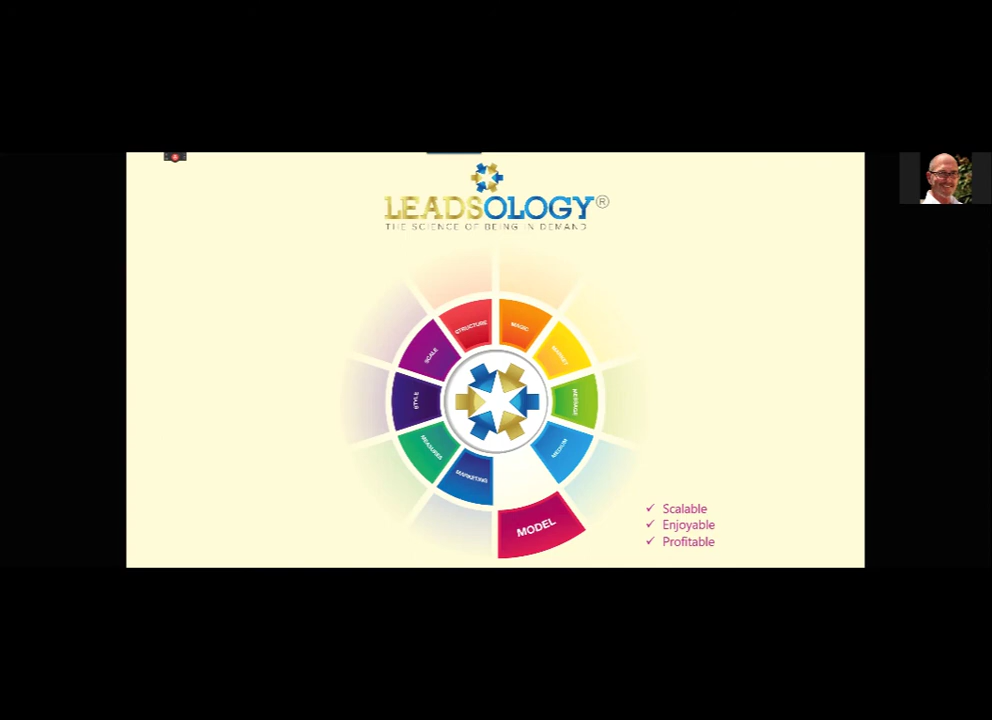 LEADSOLOGY®
THE SCIENCE OF BEING IN DEMAND
STRUCTURE
MAGIC
SCALE
MARKET
STYLE
MESSAGE
MEASURES
MEDIUM
MARKETING
MODEL
✓ Scalable
✓ Enjoyable
✓ Profitable